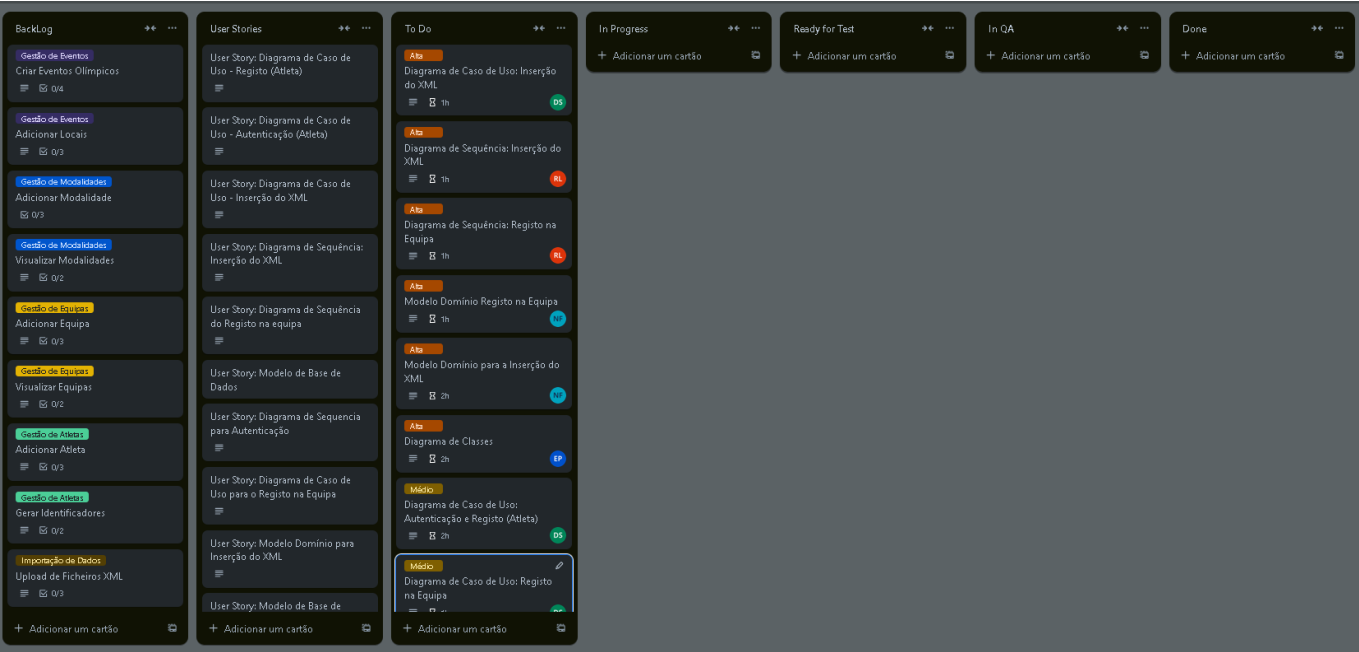 BackLog
Gestão de Eventos
Criar Eventos Olímpicos
0/4
Gestão de Eventos
Adicionar Locais
0/3
Gestão de Modalidades
Adicionar Modalidade
0/3
Gestão de Modalidades
Visualizar Modalidades
0/2
Gestão de Equipas
Adicionar Equipa
0/3
Gestão de Equipas
Visualizar Equipas
0/2
Gestão de Atletas
Adicionar Atleta
0/3
Gestão de Atletas
Gerar Identificadores
0/2
Importação de Dados
Upload de Ficheiros XML
0/3
+ Adicionar um cartão
User Stories
User Story: Diagrama de Caso de
Uso - Registo (Atleta)
User Story: Diagrama de Caso de
Uso - Autenticação (Atleta)
User Story: Diagrama de Caso de
Uso - Inserção do XML
User Story: Diagrama de Sequência:
Inserção do XML
User Story: Diagrama de Sequência
do Registo na equipa
User Story: Modelo de Base de
Dados
User Story: Diagrama de Sequencia
para Autenticação
User Story: Diagrama de Caso de
Uso para o Registo na Equipa
User Story: Modelo Domínio para
Inserção do XML
User Story: Modelo de Base de
+ Adicionar um cartão
To Do
Alta
Diagrama de Caso de Uso: Inserção
do XML
1h
DS
Alta
Diagrama de Sequência: Inserção do
XML
1h
RL
Alta
Diagrama de Sequência: Registo na
Equipa
1h
RL
Alta
Modelo Domínio Registo na Equipa
1h
NF
Alta
Modelo Domínio para a Inserção do
XML
2h
NF
Alta
Diagrama de Classes
2h
EP
Médio
Diagrama de Caso de Uso:
Autenticação e Registo (Atleta)
2h
DS
Médio
Diagrama de Caso de Uso: Registo
na Equipa
DS
+ Adicionar um cartão
In Progress
+ Adicionar um cartão
Ready for Test
+ Adicionar um cartão
In QA
+ Adicionar um cartão
Done
+ Adicionar um cartão